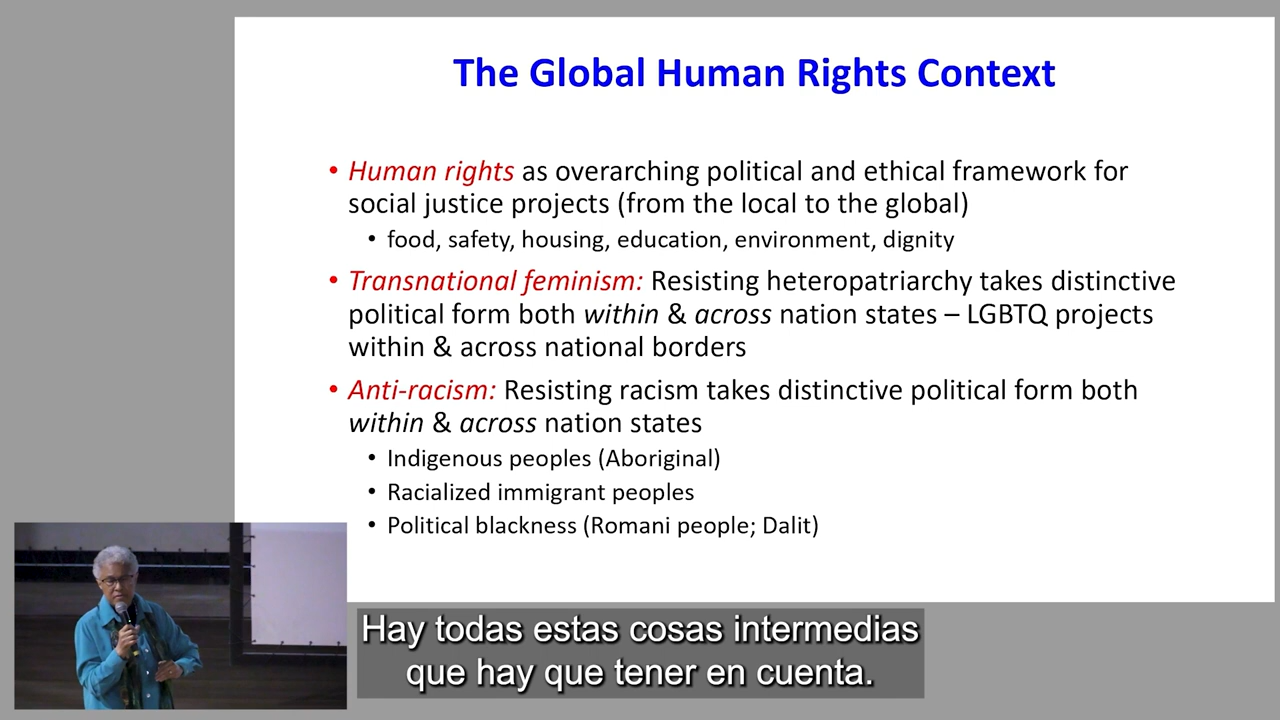 The Global Human Rights Context
• Human rights as overarching political and ethical framework for
social justice projects (from the local to the global)
• food, safety, housing, education, environment, dignity
• Transnational feminism: Resisting heteropatriarchy takes distinctive
political form both within & across nation states – LGBTQ projects
within & across national borders
• Anti-racism: Resisting racism takes distinctive political form both
within & across nation states
• Indigenous peoples (Aboriginal)
• Racialized immigrant peoples
• Political blackness (Romani people; Dalit)
Hay todas estas cosas intermedias
que hay que tener en cuenta.